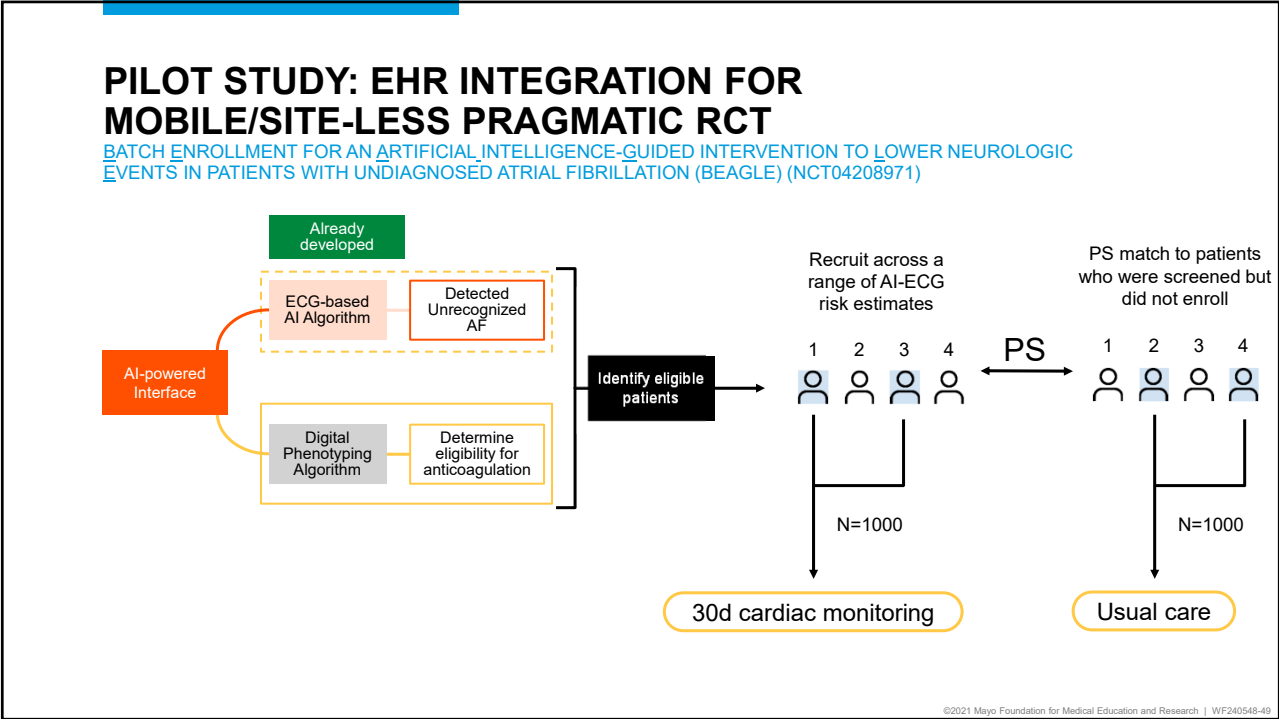 PILOT STUDY: EHR INTEGRATION FOR
MOBILE/SITE-LESS PRAGMATIC RCT
BATCH ENROLLMENT FOR AN ARTIFICIAL INTELLIGENCE-GUIDED INTERVENTION TO LOWER NEUROLOGIC
EVENTS IN PATIENTS WITH UNDIAGNOSED ATRIAL FIBRILLATION (BEAGLE) (NCT04208971)
Already
developed
ECG-based
AI Algorithm
Detected
Unrecognized
AF
AI-powered
Interface
Digital
Phenotyping
Algorithm
Determine
eligibility for
anticoagulation
Identify eligible
patients
Recruit across a
range of AI-ECG
risk estimates
1 2 3 4
PS
PS match to patients
who were screened but
did not enroll
1 2 3 4
N=1000
N=1000
30d cardiac monitoring
Usual care
©2021 Mayo Foundation for Medical Education and Research | WF240548-49